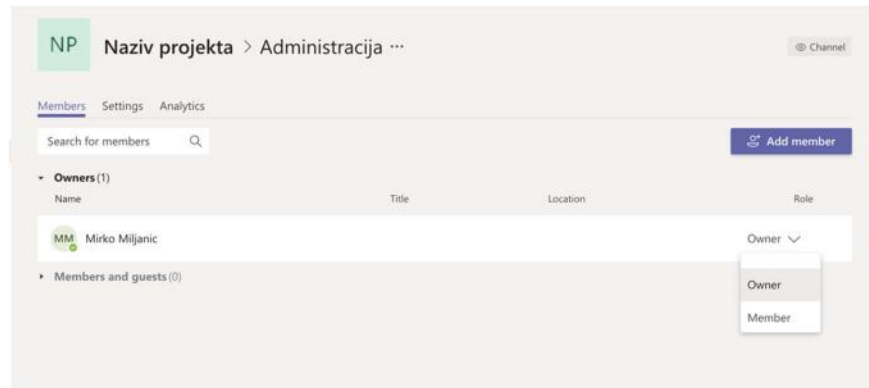 NP Naziv projekta > Administracija ...
Channel
Members Settings Analytics
Search for members
Add member
Owners (1)
Name Title Location Role
MM Mirko Miljanic Owner
Members and guests (0)
Owner
Member